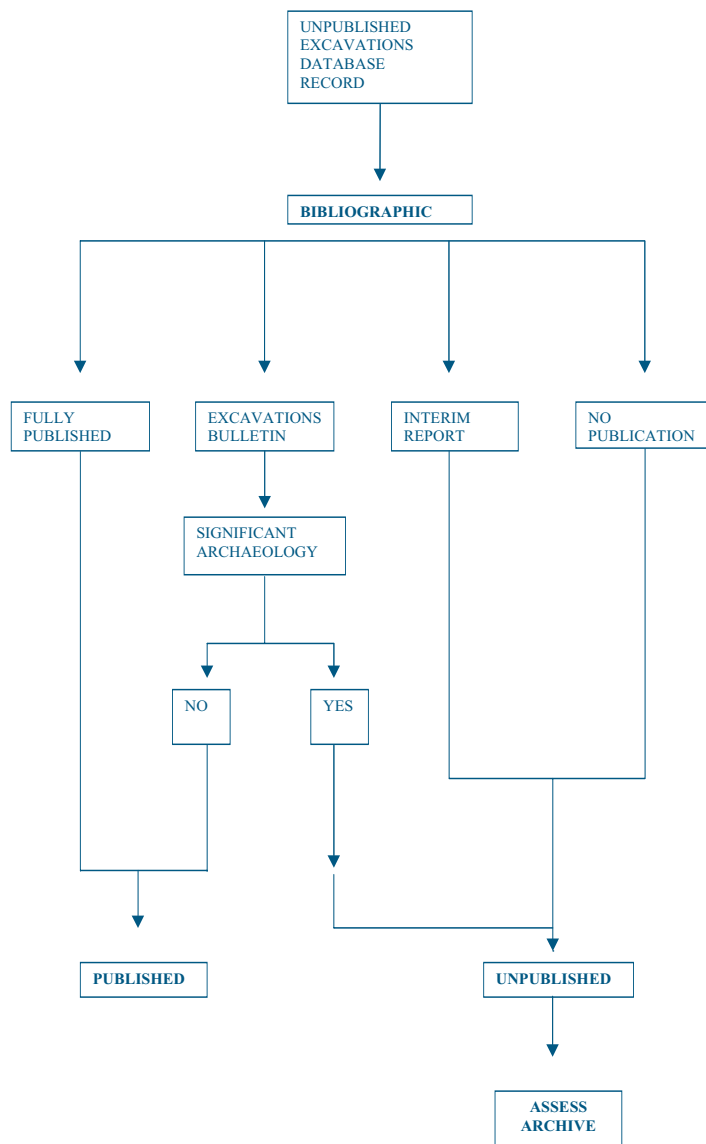 UNPUBLISHED
EXCAVATIONS
DATABASE
RECORD
BIBLIOGRAPHIC
FULLY
PUBLISHED
EXCAVATIONS
BULLETIN
INTERIM
REPORT
NO
PUBLICATION
SIGNIFICANT
ARCHAEOLOGY
NO
YES
PUBLISHED
UNPUBLISHED
ASSESS
ARCHIVE